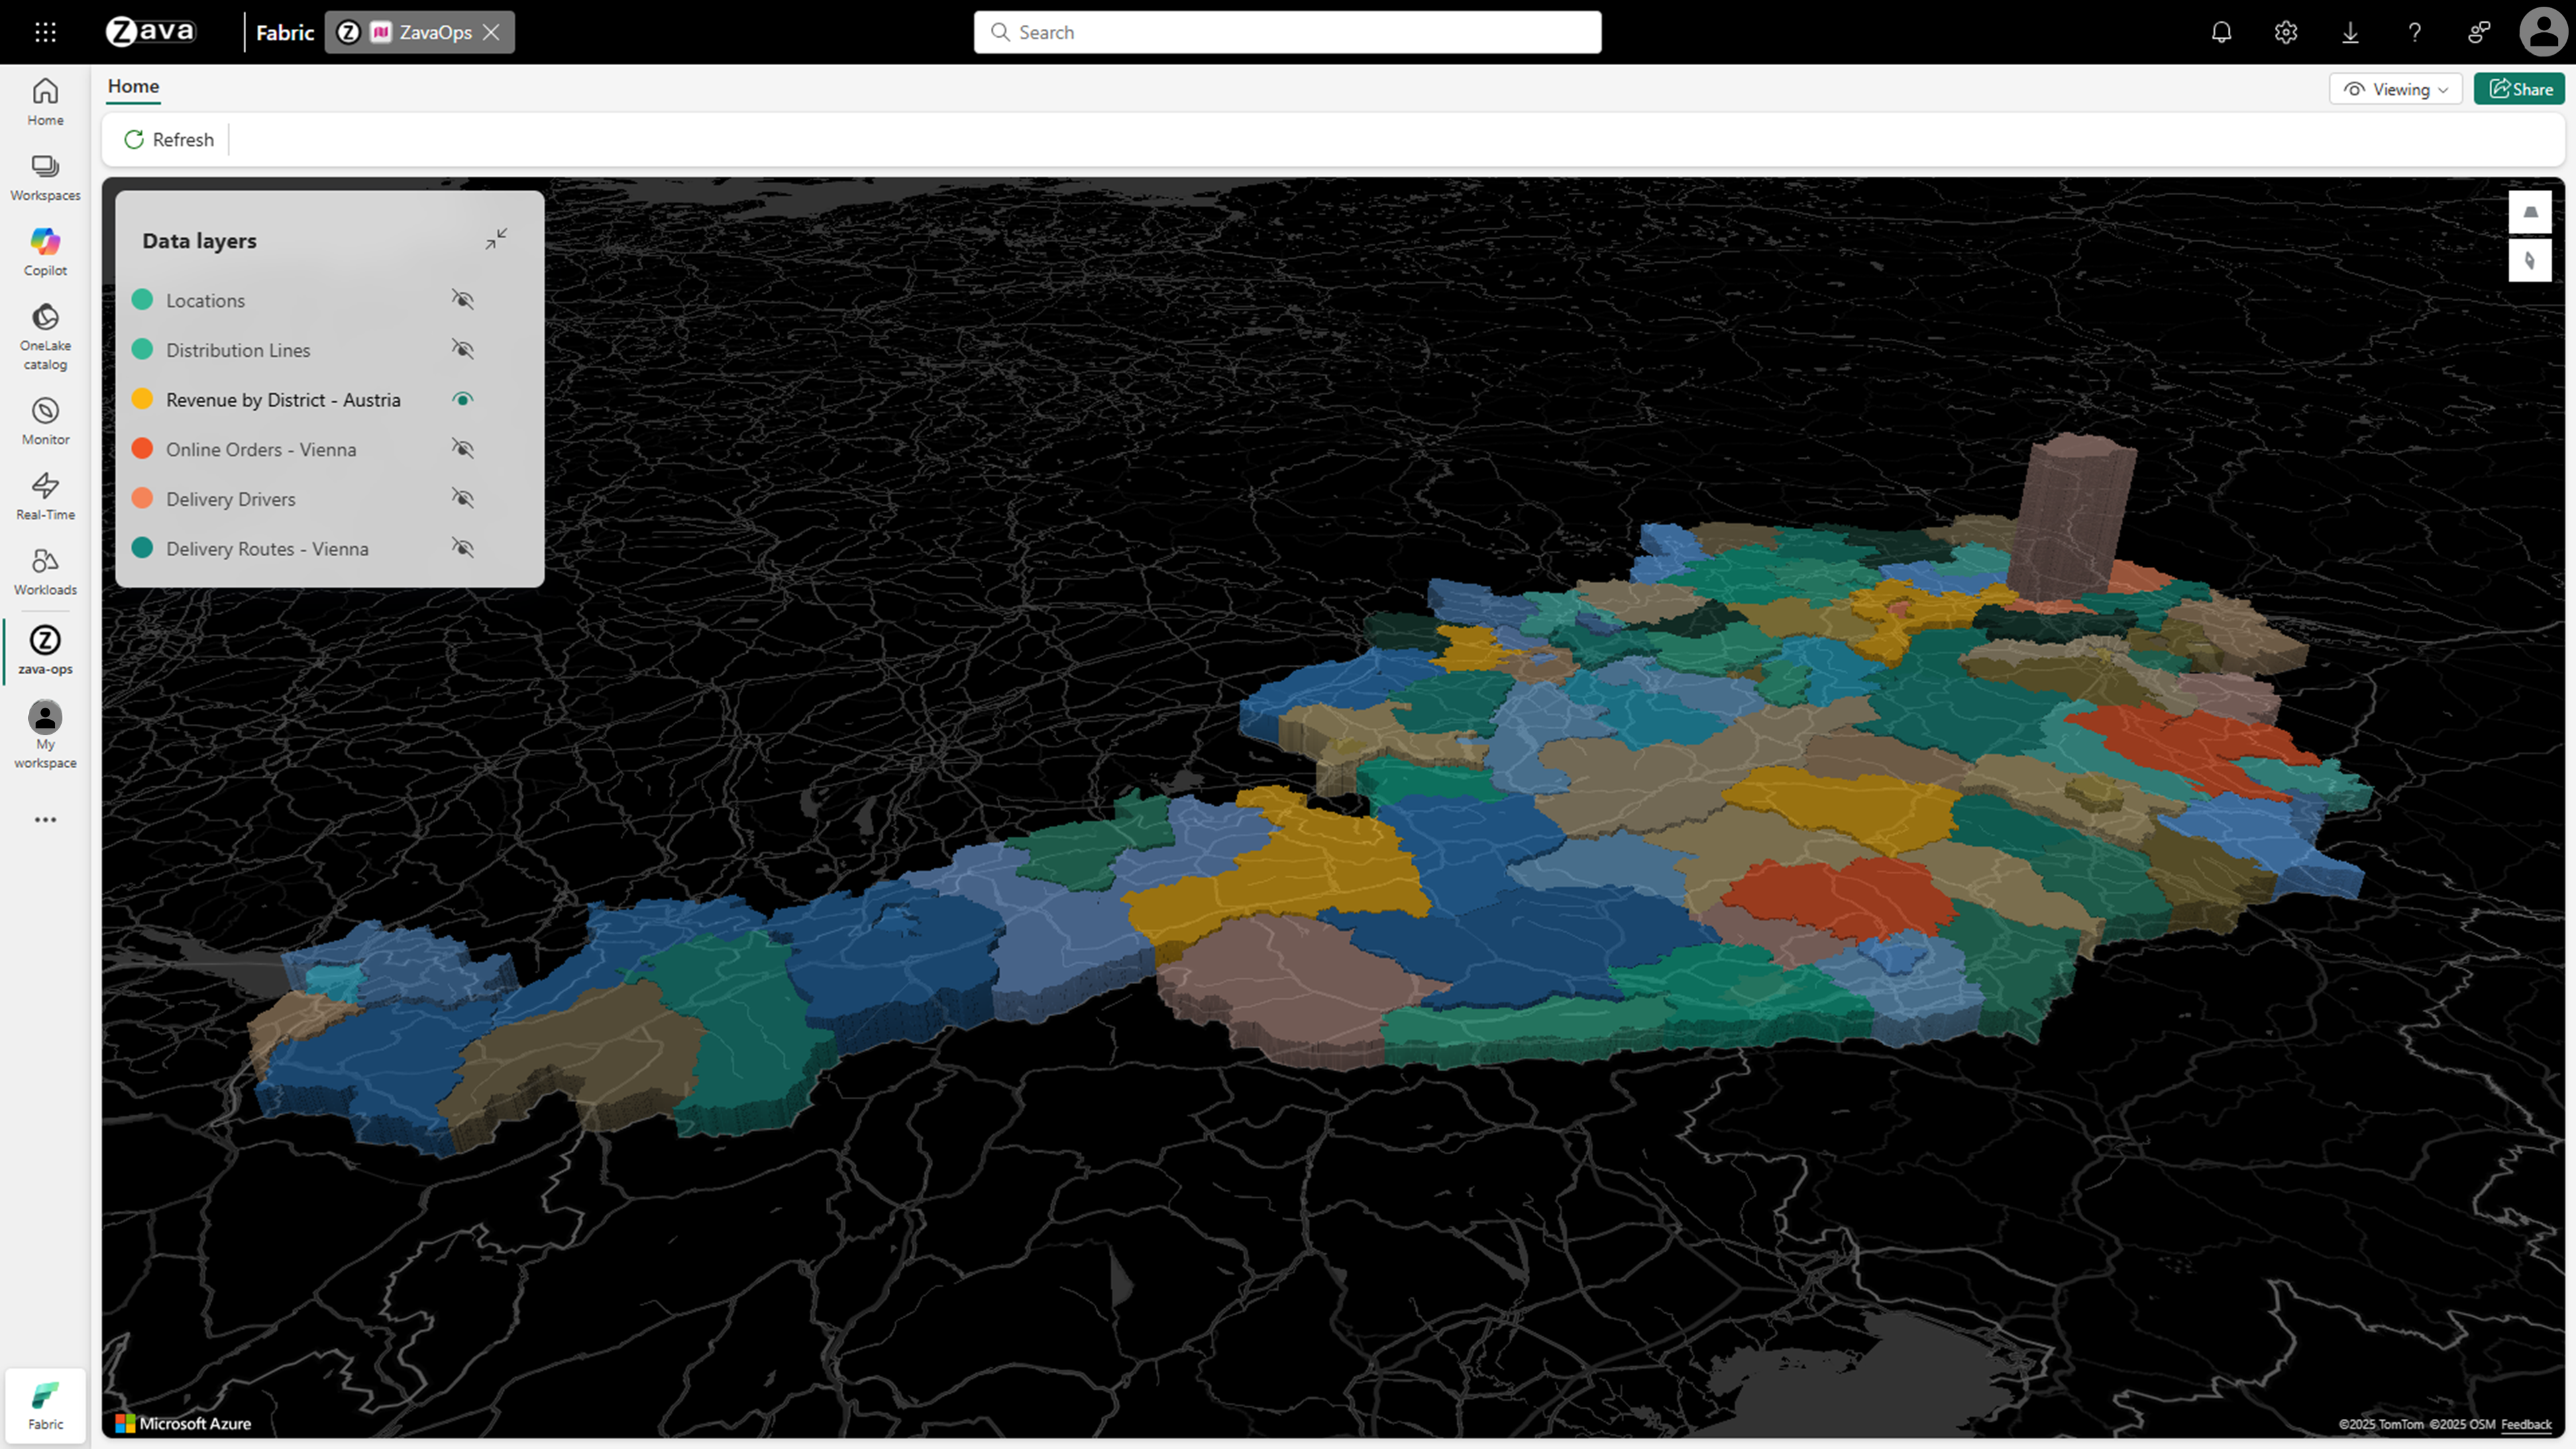 Zava
Fabric
Z
ZavaOps
Search
?
Home
Viewing
Share
Refresh
Home
Workspaces
Copilot
OneLake
catalog
Monitor
Real-Time
Workloads
Z
zava-ops
My
workspace
Fabric
Data layers
Locations
Distribution Lines
Revenue by District - Austria
Online Orders - Vienna
Delivery Drivers
Delivery Routes - Vienna
Microsoft Azure
©2025 TomTom ©2025 OSM Feedback